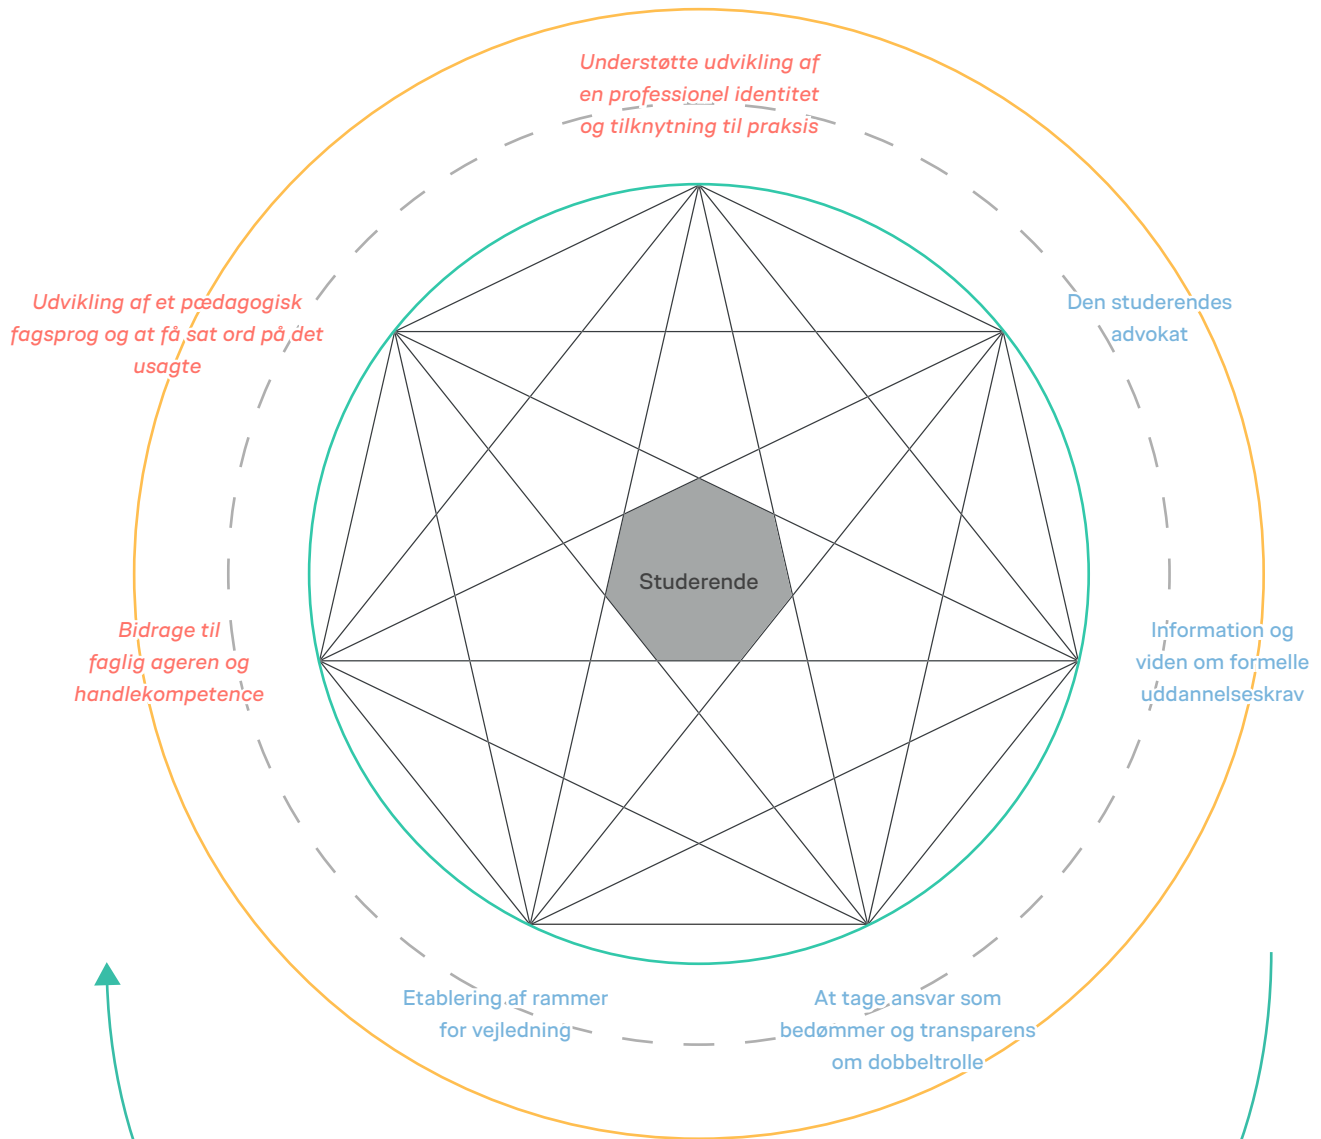 Understøtte udvikling af
en professionel identitet
og tilknytning til praksis
Udvikling af et pædagogisk
fagsprog og at få sat ord på det
usagte
Den studerendes
advokat
Studerende
Bidrage til
faglig ageren og
handlekompetence
Information og
viden om formelle
uddannelseskrav
Etablering af rammer
for vejledning
At tage ansvar som
bedømmer og transparens
om dobbeltrolle